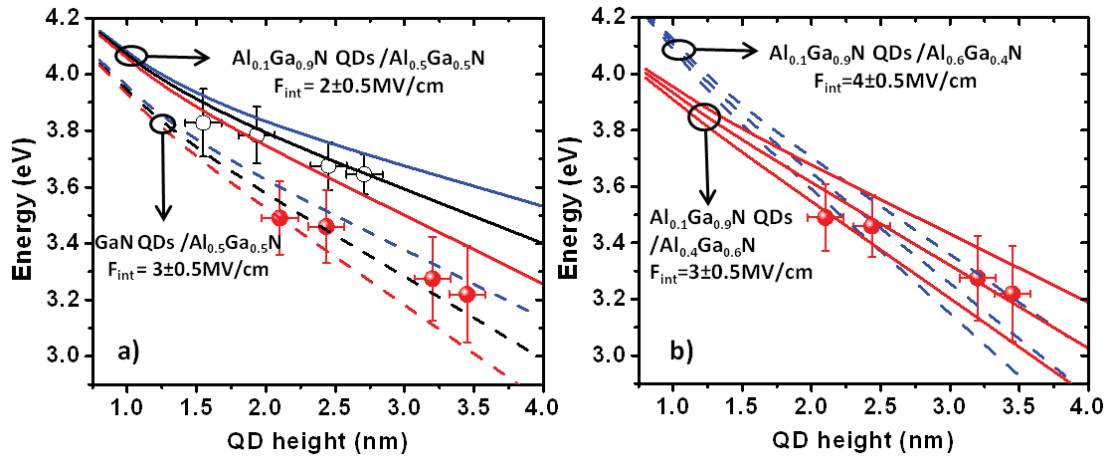 Energy (eV)
4.2
4.0
3.8
3.6
3.4
3.2
3.0
Al0.1Ga0.9N QDs /Al0.5Ga0.5N
Fint= 2±0.5MV/cm
GaN QDs /Al0.5Ga0.5N
Fint= 3±0.5MV/cm
a)
1.0 1.5 2.0 2.5 3.0 3.5 4.0
QD height (nm)
Energy (eV)
4.2
4.0
3.8
3.6
3.4
3.2
3.0
Al0.1Ga0.9N QDs /Al0.6Ga0.4N
Fint=4±0.5MV/cm
Al0.1Ga0.9N QDs
/Al0.4Ga0.6N
Fint=3±0.5MV/cm
b)
1.0 1.5 2.0 2.5 3.0 3.5 4.0
QD height (nm)